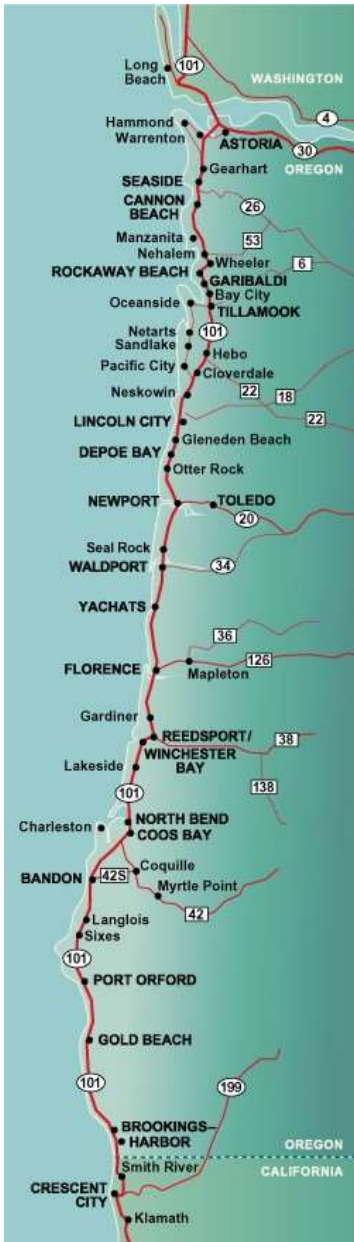 101
Long
Beach
WASHINGTON
4
Hammond
Warrenton
ASTORIA
30
OREGON
Gearhart
SEASIDE
CANNON
BEACH
26
Manzanita
53
Nehalem
Wheeler
6
ROCKAWAY BEACH
GARIBALDI
Bay City
Oceanside
TILLAMOOK
101
Netarts
Sandlake
Hebo
Pacific City
Cloverdale
22
18
Neskowin
LINCOLN CITY
22
Gleneden Beach
DEPOE BAY
Otter Rock
NEWPORT
TOLEDO
20
Seal Rock
WALDPORT
34
YACHATS
36
126
FLORENCE
Mapleton
Gardiner
REEDSPORT/
WINCHESTER
BAY
38
Lakeside
138
101
NORTH BEND
Charleston
COOS BAY
Coquille
BANDON
42S
Myrtle Point
42
Langlois
Sixes
101
PORT ORFORD
GOLD BEACH
101
199
BROOKINGS–
HARBOR
OREGON
Smith River
CALIFORNIA
CRESCENT
CITY
Klamath